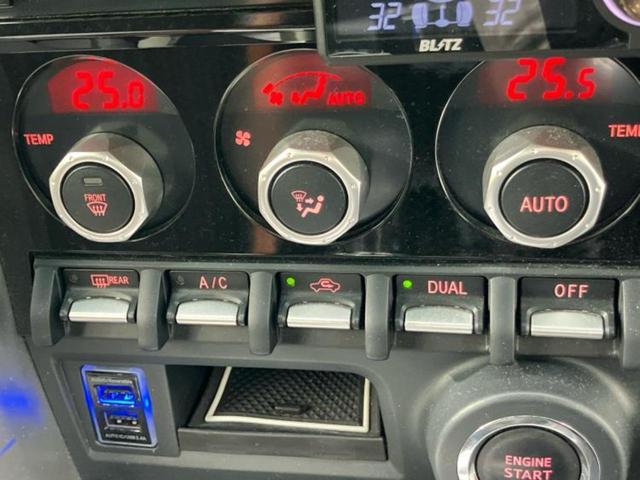 32 32
BLITZ
25.0
AUTO
25.5
TEMP
TEMP
FRONT
AUTO
REAR
A/C
DUAL
OFF
ENGINE
START